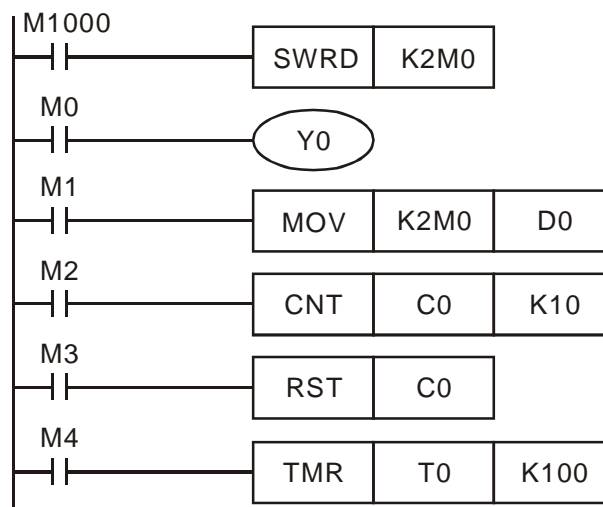 M1000
SWRD K2M0
M0
Y0
M1
MOV K2M0 D0
M2
CNT C0 K10
M3
RST C0
M4
TMR T0 K100